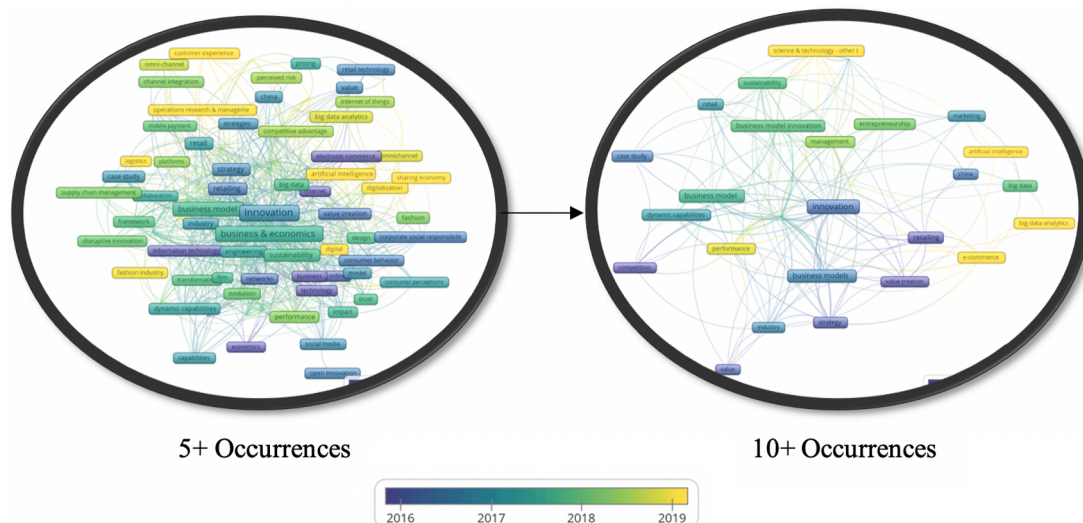 customer experience
omni-channel
pricing
retail technology
channel integration
perceived risk
value
china
internet of things
operations research & manageme
big data analytics
mobile payment
strategies
competitive advantage
retail
logistics
platforms
electronic commerce
omnichannel
case study
strategy
artificial intelligence
sharing economy
supply chain management
retailing
big data
digitalization
business model
innovation
value creation
framework
industry
fashion
business & economics
disruptive innovation
design
corporate social responsibilit
information technology
engineering
sustainability
digital
consumer behavior
fashion industry
networks
business
model
consumer perceptions
technology
evolution
trust
dynamic capabilities
performance
impact
economics
social media
capabilities
open innovation
science & technology - other t
sustainability
retail
marketing
business model innovation
entrepreneurship
management
case study
artificial intelligence
china
big data
business model
innovation
dynamic capabilities
big data analytics
retailing
performance
e-commerce
competition
business models
value creation
industry
strategy
value
5+ Occurrences
10+ Occurrences
2016 2017 2018 2019